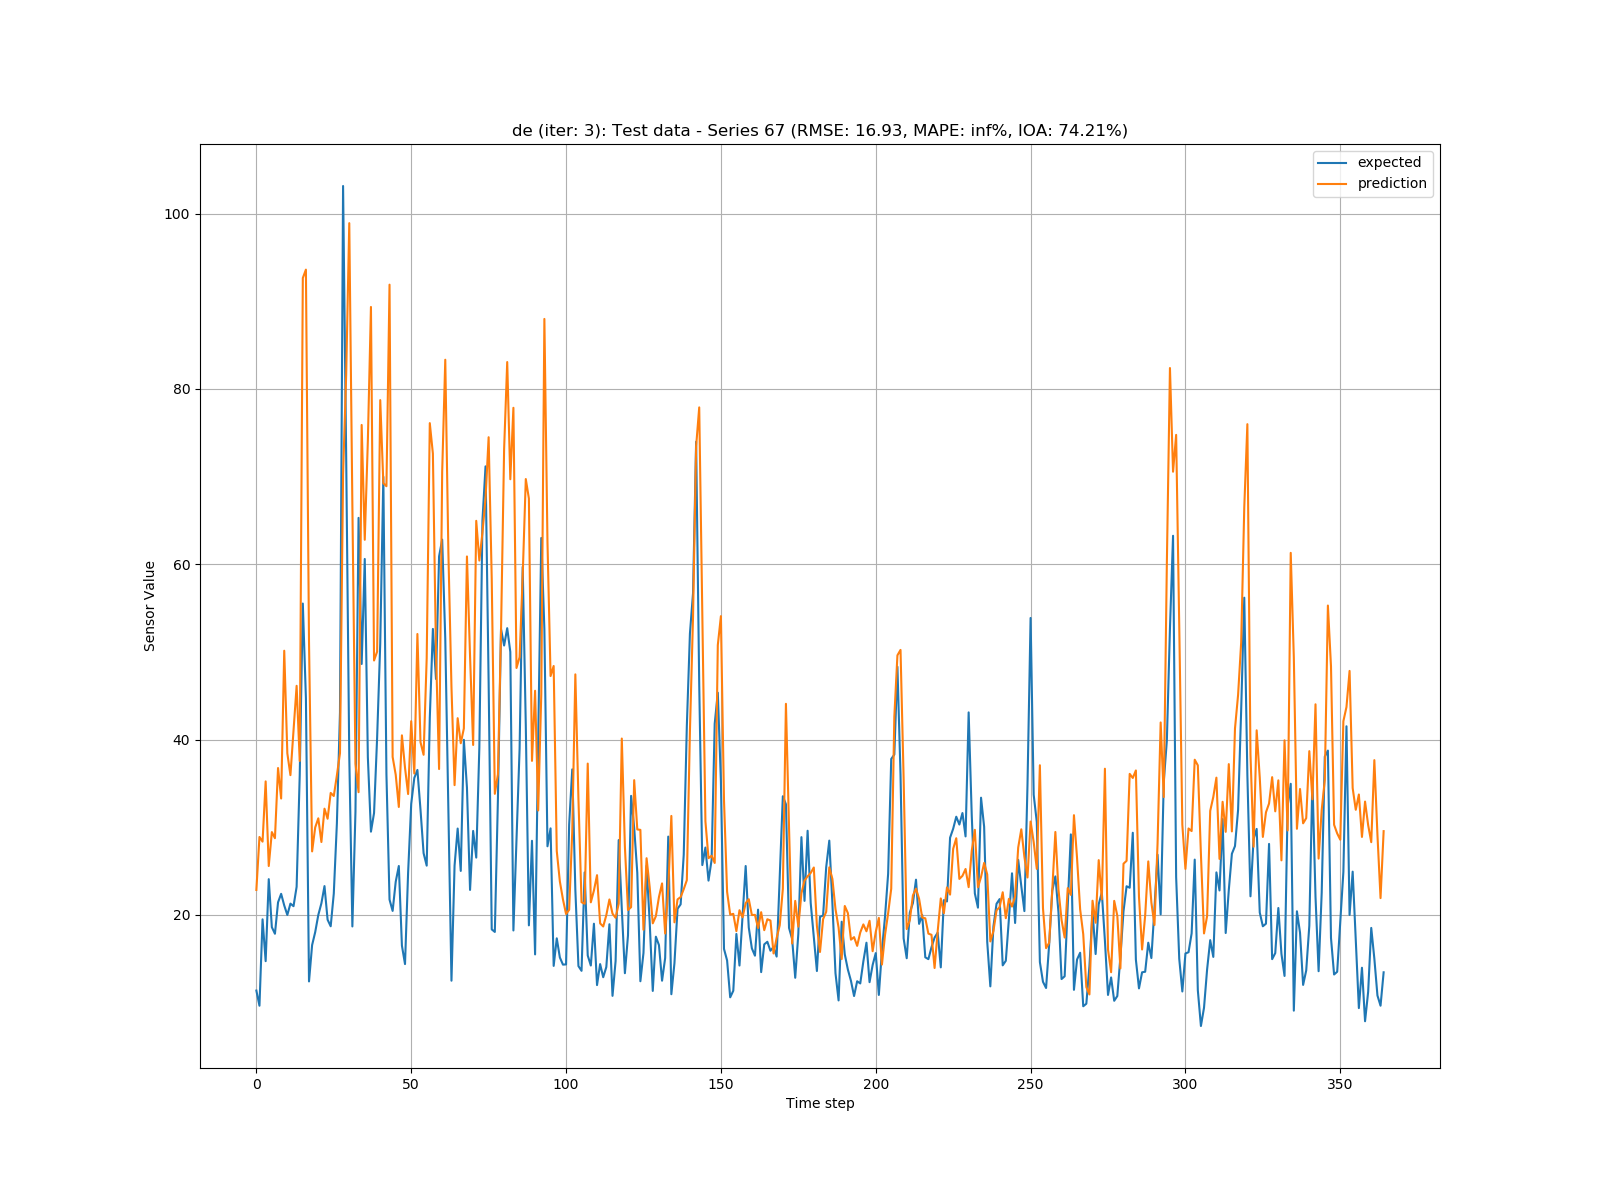 de (iter: 3): Test data - Series 67 (RMSE: 16.93, MAPE: inf%, IOA: 74.21%)
expected
prediction
100
80
60
40
20
Sensor Value
0 50 100 150 200 250 300 350
Time step